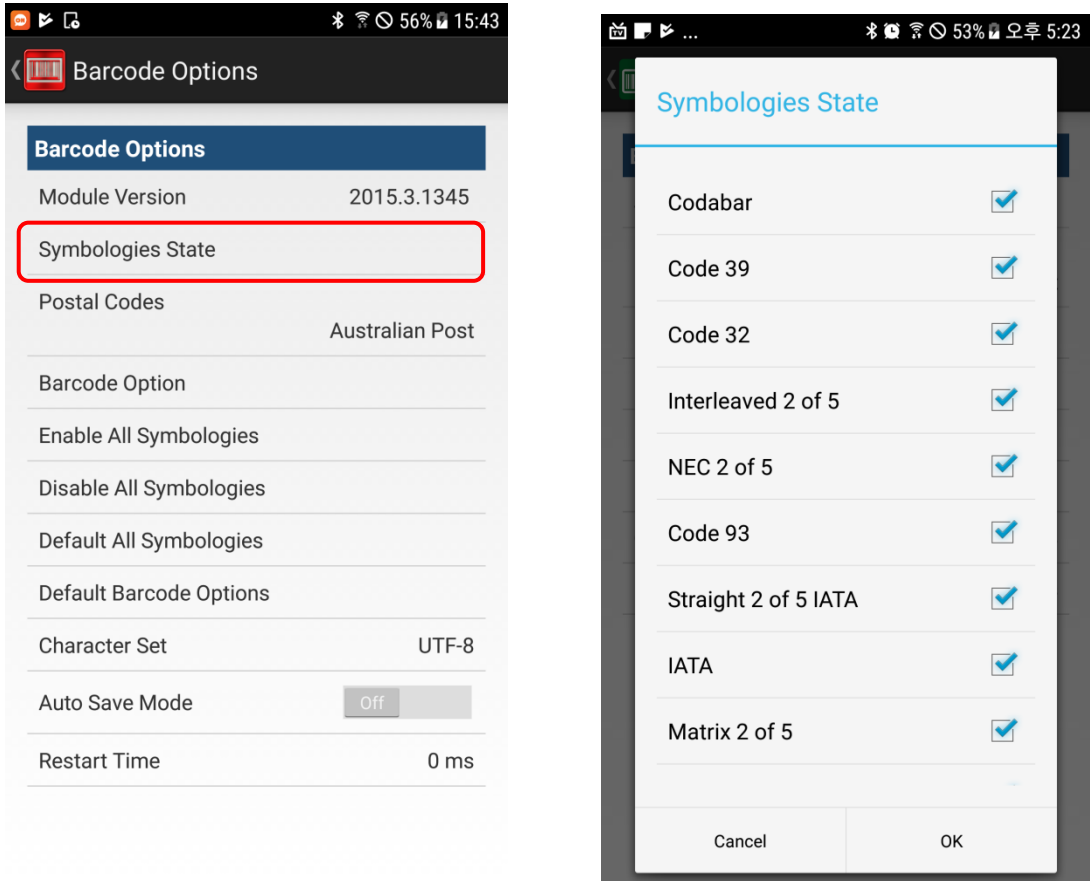 56% 15:43
Barcode Options
Barcode Options
Module Version 2015.3.1345
Symbologies State
Postal Codes
Australian Post
Barcode Option
Enable All Symbologies
Disable All Symbologies
Default All Symbologies
Default Barcode Options
Character Set UTF-8
Auto Save Mode Off
Restart Time 0 ms
... 53% 오후 5:23
Symbologies State
Codabar
Code 39
Code 32
Interleaved 2 of 5
NEC 2 of 5
Code 93
Straight 2 of 5 IATA
IATA
Matrix 2 of 5
Cancel OK